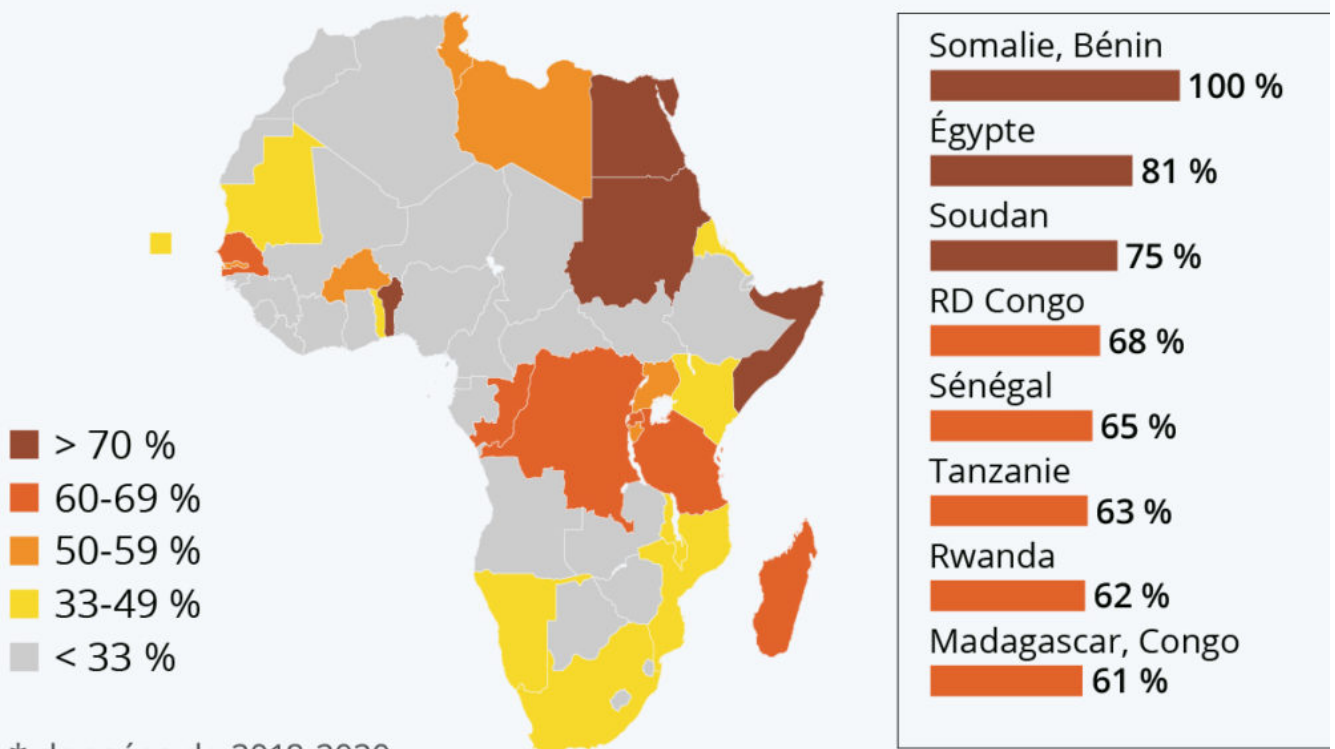 Somalie, Bénin
100 %
Égypte
81 %
Soudan
75 %
RD Congo
68 %
Sénégal
65 %
Tanzanie
63 %
Rwanda
62 %
Madagascar, Congo
61 %
> 70 %
60-69 %
50-59 %
33-49 %
< 33 %